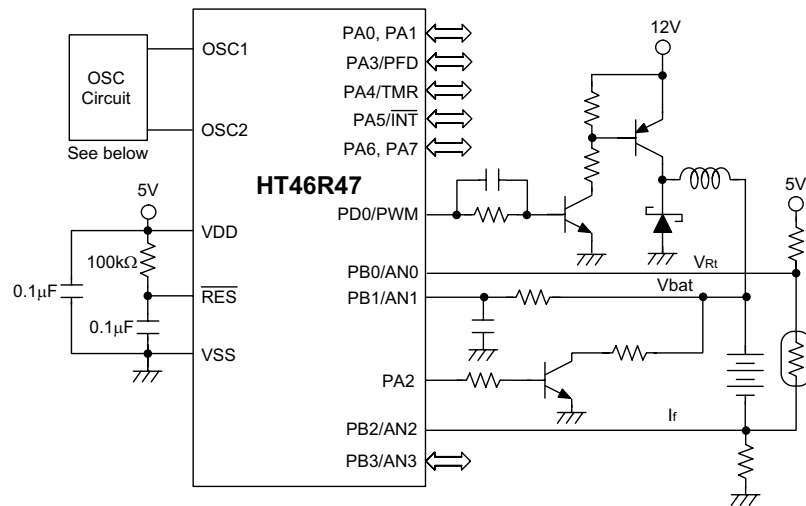 OSC
Circuit
See below
OSC1
OSC2
5V
VDD
100kΩ
0.1μF
RES
0.1μF
VSS
HT46R47
PA0, PA1
PA3/PFD
PA4/TMR
PA5/INT
PA6, PA7
PD0/PWM
PB0/AN0
PB1/AN1
PA2
PB2/AN2
PB3/AN3
12V
5V
VRt
Vbat
If